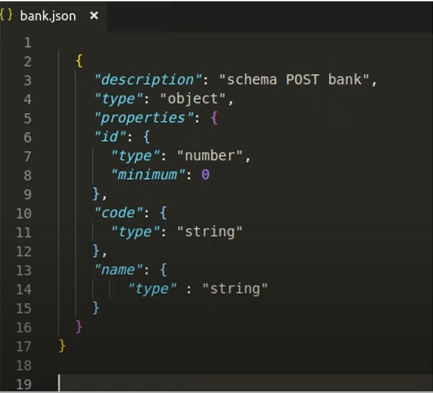 {} bank.json ×
1
2 {
3 "description": "schema POST bank",
4 "type": "object",
5 "properties": {
6 "id": {
7 "type": "number",
8 "minimum": 0
9 },
10 "code": {
11 "type": "string"
12 },
13 "name": {
14 "type" : "string"
15 }
16 }
17 }
18
19